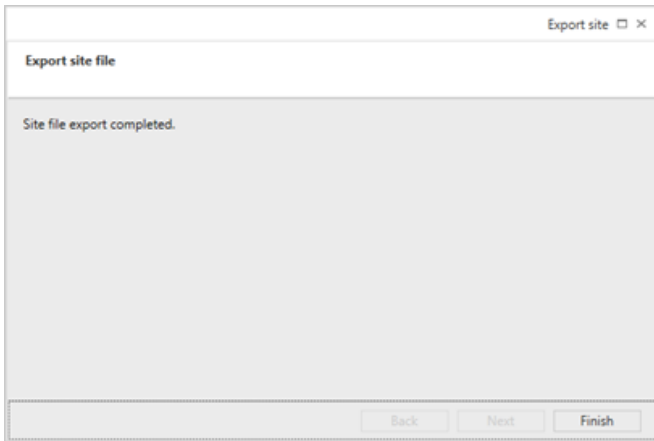 Export site
Export site file
Site file export completed.
Back Next Finish